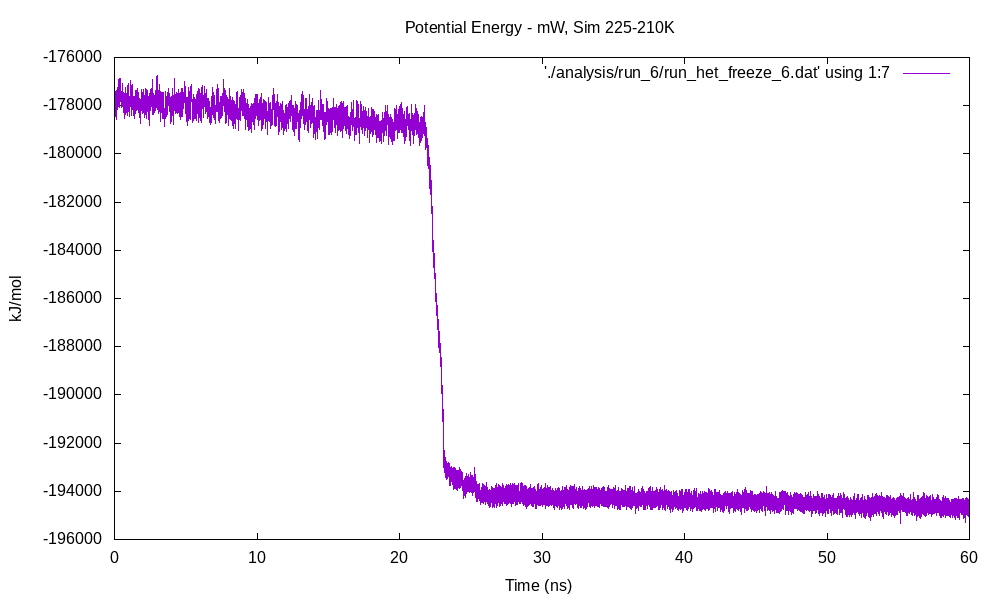 Potential Energy - mW, Sim 225-210K
'./analysis/run_6/run_het_freeze_6.dat' using 1:7
-176000
-178000
-180000
-182000
-184000
-186000
-188000
-190000
-192000
-194000
-196000
kJ/mol
0 10 20 30 40 50 60
Time (ns)